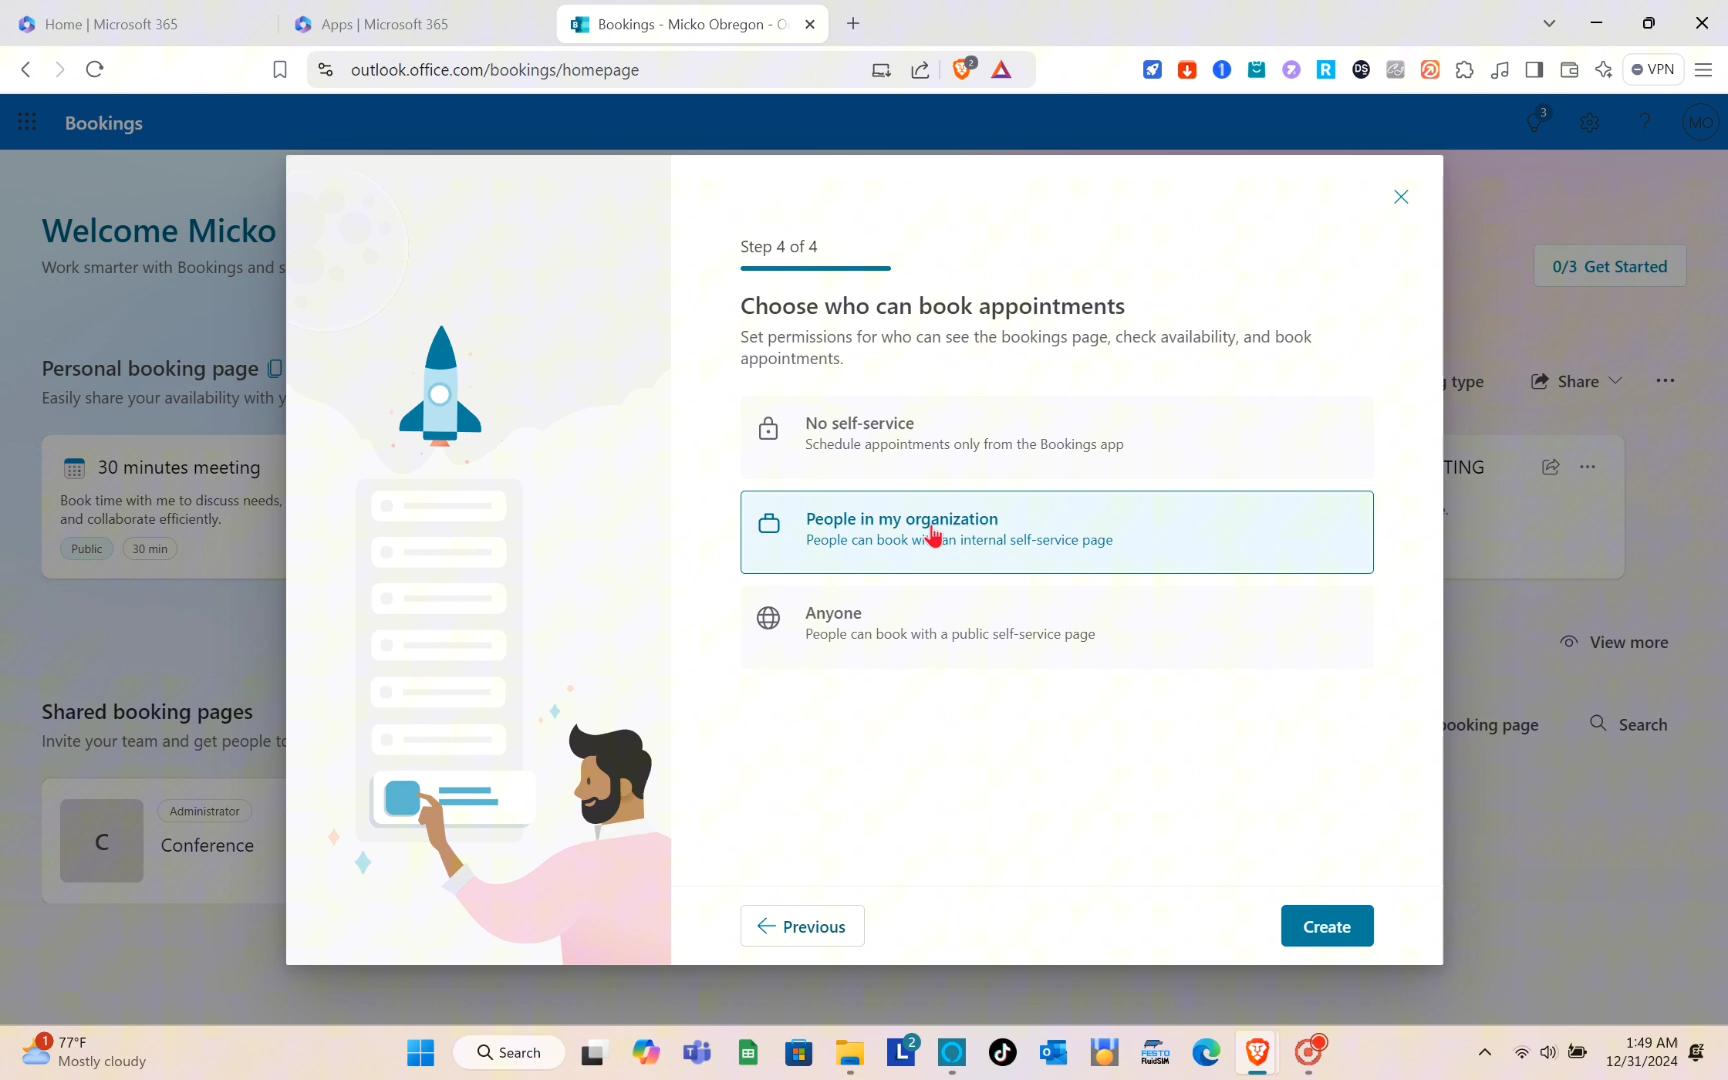 Home | Microsoft 365
Apps | Microsoft 365
Bookings - Micko Obregon - O
outlook.office.com/bookings/homepage
2
VPN
Bookings
3
MO
Welcome Micko
Work smarter with Bookings and s
0/3 Get Started
Personal booking page
Easily share your availability with y
g type
Share
30 minutes meeting
Book time with me to discuss needs,
and collaborate efficiently.
Public
30 min
TING
View more
Shared booking pages
Invite your team and get people to
ooking page
Search
C
Administrator
Conference
Step 4 of 4
Choose who can book appointments
Set permissions for who can see the bookings page, check availability, and book
appointments.
No self-service
Schedule appointments only from the Bookings app
People in my organization
People can book an internal self-service page
Anyone
People can book with a public self-service page
Previous
Create
1
77°F
Mostly cloudy
Search
L
2
FESTO
FluidSIM
1:49 AM
12/31/2024